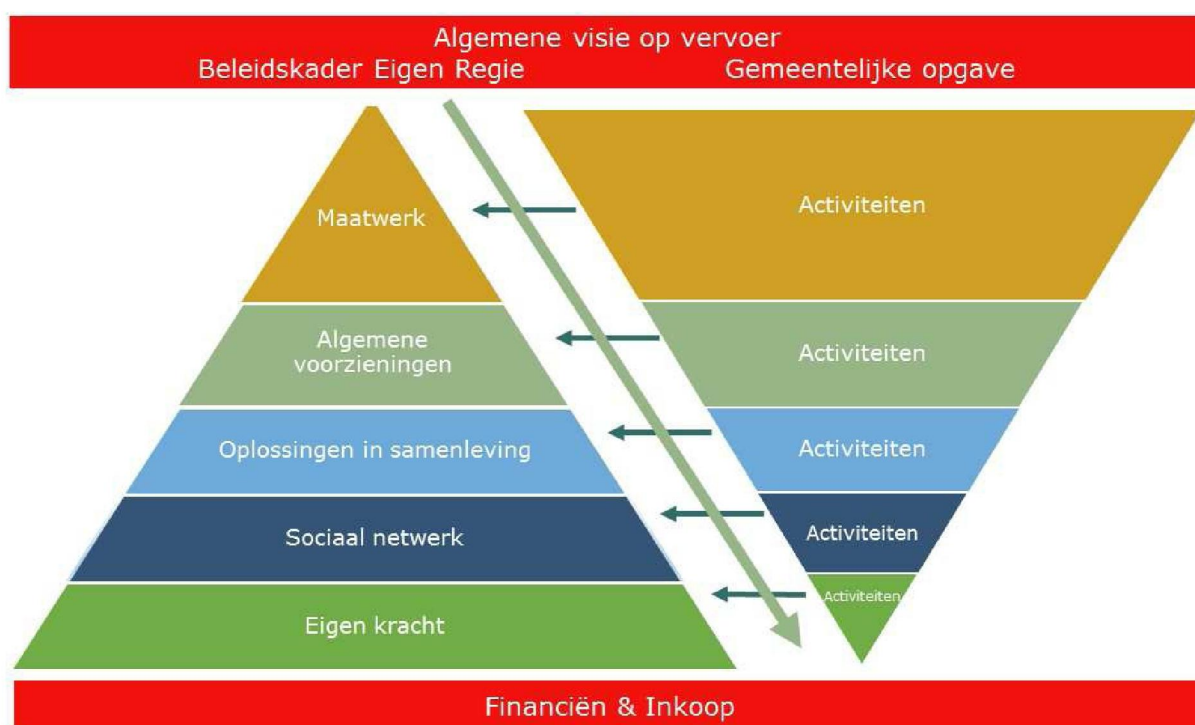 Algemene visie op vervoer
Beleidskader Eigen Regie Gemeentelijke opgave
Maatwerk
Activiteiten
Algemene
voorzieningen
Activiteiten
Oplossingen in samenleving
Activiteiten
Sociaal netwerk
Activiteiten
Eigen kracht
Activiteiten
Financiën & Inkoop